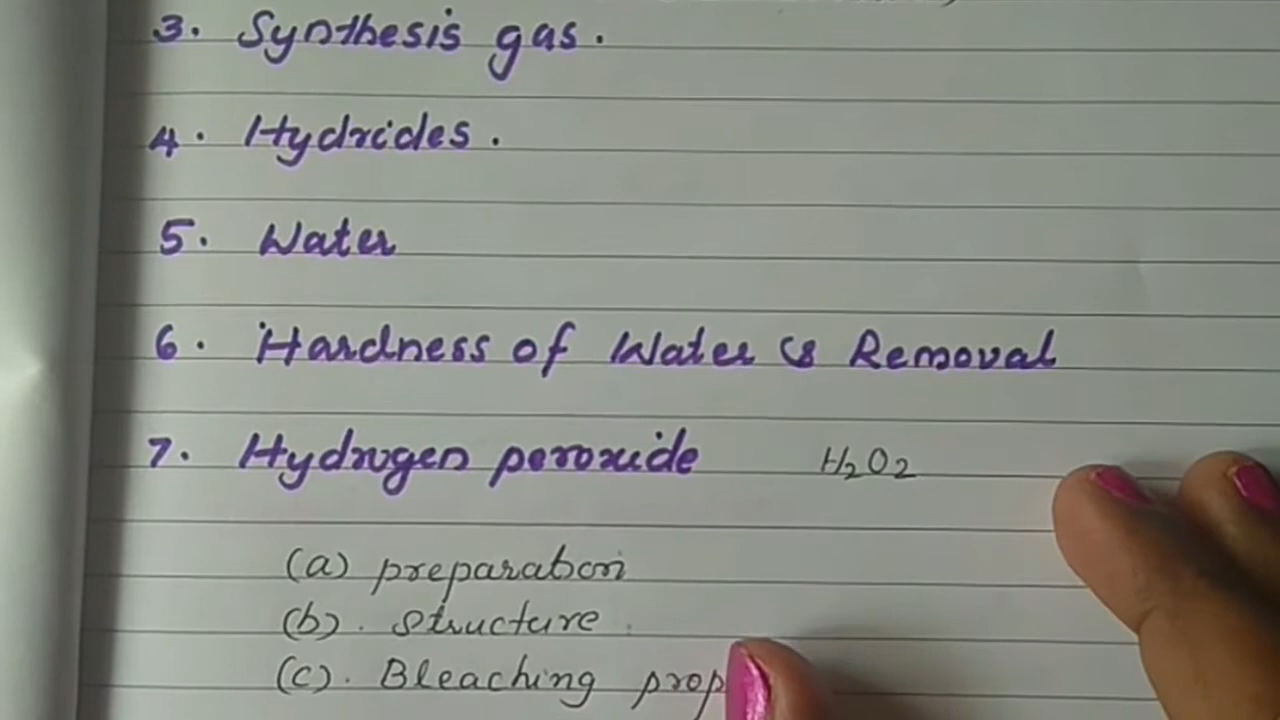 3. Synthesis gas.
4. Hydrides.
5. Water
6. Hardness of Water & Removal
7. Hydrogen peroxide H₂O₂
(a) preparation
(b). Structure
(c). Bleaching prop